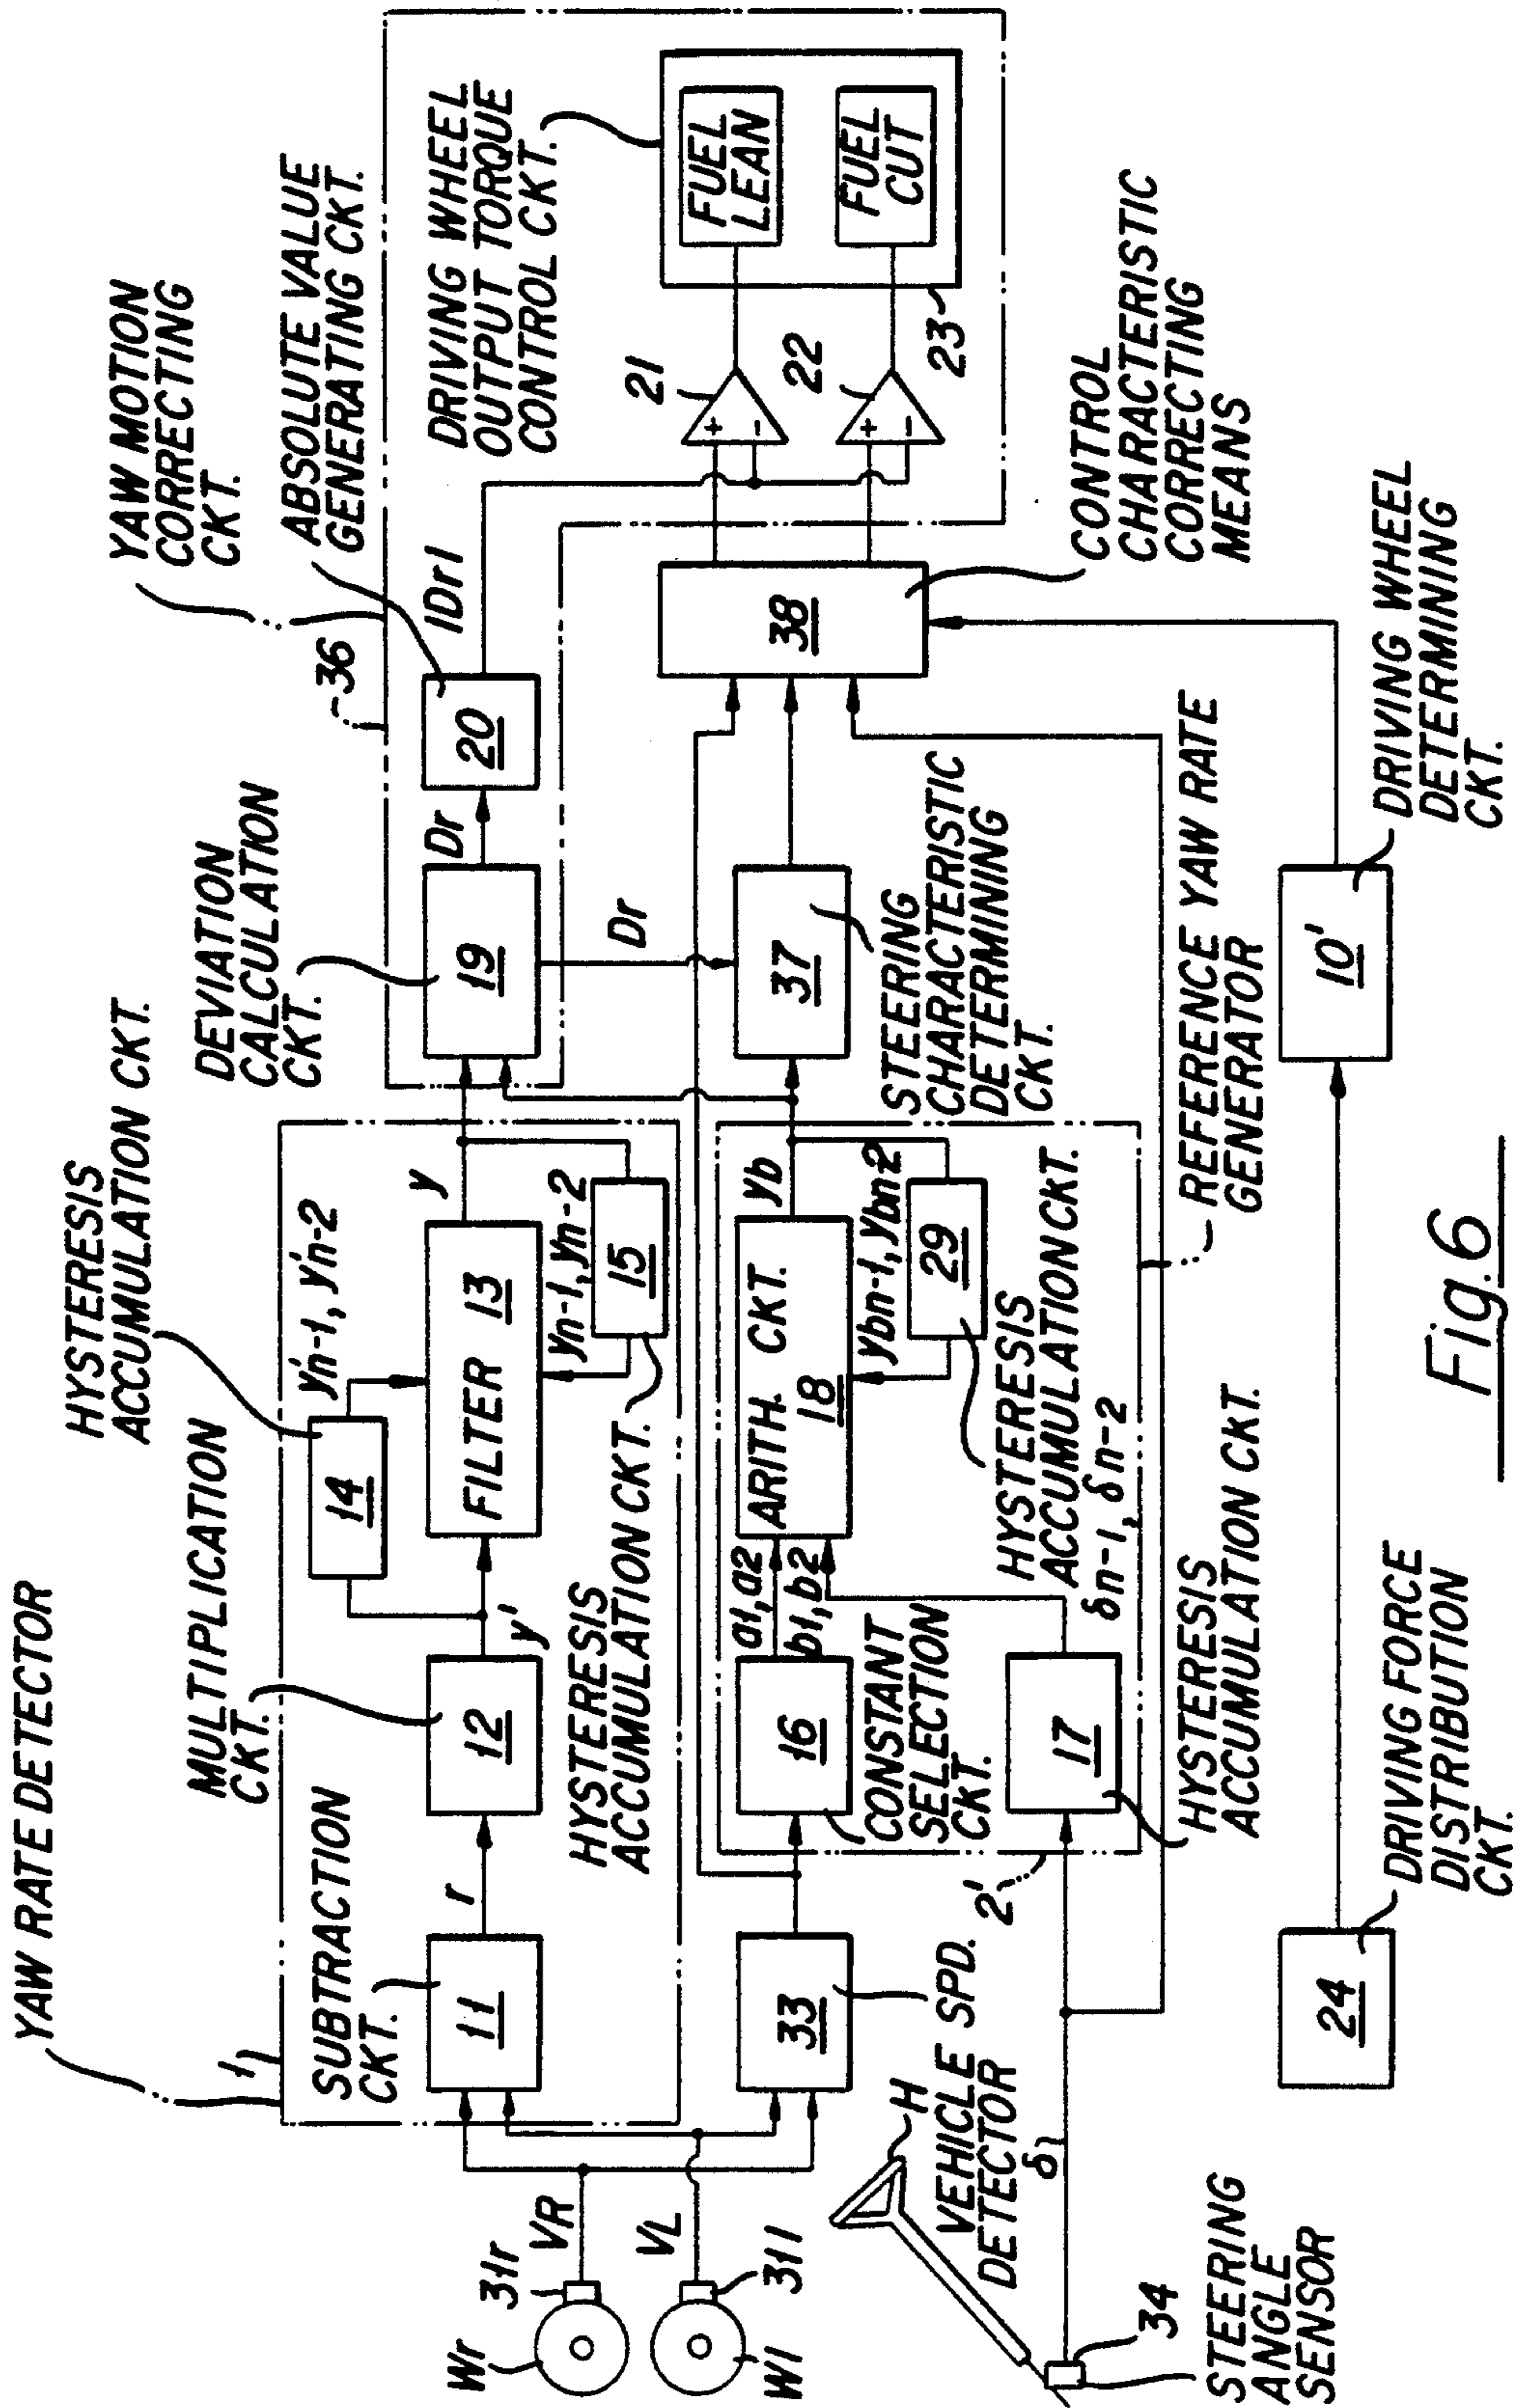 YAW RATE DETECTOR
1
SUBTRACTION
CKT.
11
r
MULTIPLICATION
CKT.
12
y'
HYSTERESIS
ACCUMULATION CKT.
14
y'n-1, y'n-2
FILTER 13
y
yn-1, yn-2
15
HYSTERESIS
ACCUMULATION CKT.
DEVIATION
CALCULATION
CKT.
19
Dr
Dr
36
YAW MOTION
CORRECTING
CKT.
ABSOLUTE VALUE
GENERATING CKT.
20
|Dr|
DRIVING WHEEL
OUTPUT TORQUE
CONTROL CKT.
21
+
-
22
+
-
FUEL
LEAN
FUEL
CUT
23
Wr
31r
VR
Wl
31l
VL
33
VEHICLE SPD.
DETECTOR
H
16
CONSTANT
SELECTION
CKT.
a1, a2
b1, b2
ARITH. CKT.
18
yb
ybn-1, ybn-2
29
HYSTERESIS
ACCUMULATION CKT.
δn-1, δn-2
17
HYSTERESIS
ACCUMULATION CKT.
2'
REFERENCE YAW RATE
GENERATOR
37
STEERING
CHARACTERISTIC
DETERMINING
CKT.
38
CONTROL
CHARACTERISTIC
CORRECTING
MEANS
34
STEERING
ANGLE
SENSOR
δ
24
DRIVING FORCE
DISTRIBUTION
CKT.
10'
DRIVING WHEEL
DETERMINING
CKT.
Fig. 6